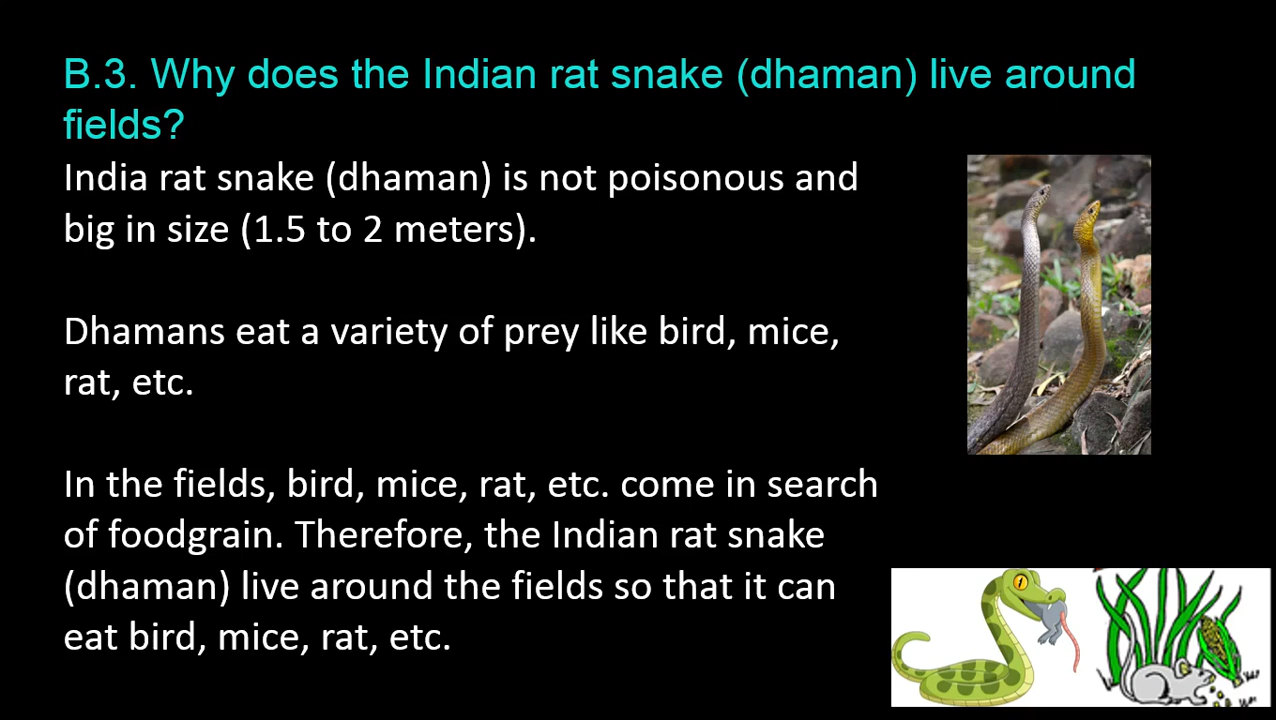 B.3. Why does the Indian rat snake (dhaman) live around
fields?
India rat snake (dhaman) is not poisonous and
big in size (1.5 to 2 meters).
Dhamans eat a variety of prey like bird, mice,
rat, etc.
In the fields, bird, mice, rat, etc. come in search
of foodgrain. Therefore, the Indian rat snake
(dhaman) live around the fields so that it can
eat bird, mice, rat, etc.